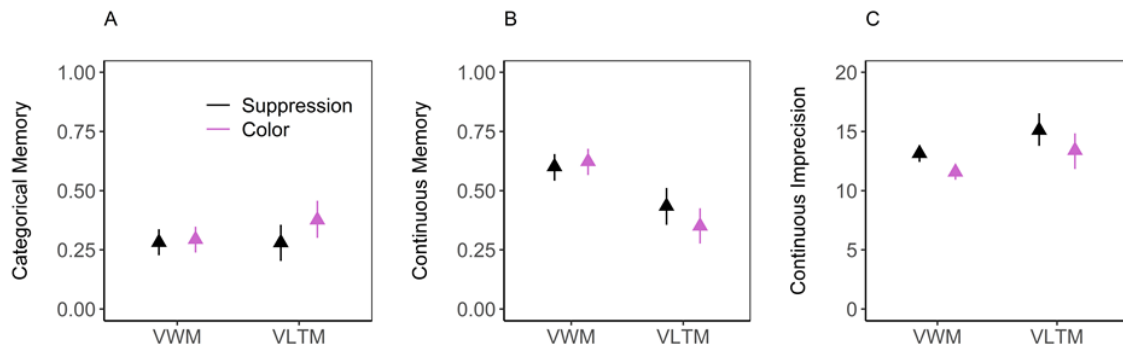 A
Categorical Memory
1.00
0.75
0.50
0.25
0.00
Suppression
Color
VWM
VLTM
B
Continuous Memory
1.00
0.75
0.50
0.25
0.00
VWM
VLTM
C
Continuous Imprecision
20
15
10
5
0
VWM
VLTM